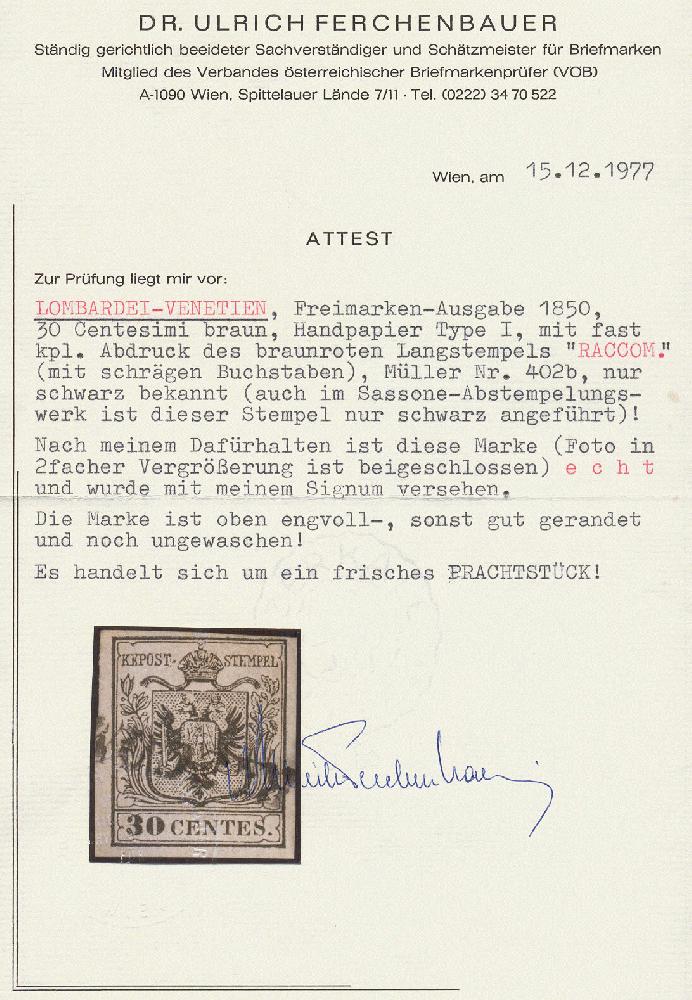 DR. ULRICH FERCHENBAUER
Ständig gerichtlich beeideter Sachverständiger und Schätzmeister für Briefmarken
Mitglied des Verbandes österreichischer Briefmarkenprüfer (VÖB)
A-1090 Wien, Spittelauer Lände 7/11 · Tel. (0222) 34 70 522
Wien, am 15.12.1977
ATTEST
Zur Prüfung liegt mir vor:
LOMBARDEI-VENETIEN, Freimarken-Ausgabe 1850,
30 Centesimi braun, Handpapier Type I, mit fast
kpl. Abdruck des braunroten Langstempels "RACCOM."
(mit schrägen Buchstaben), Müller Nr. 402b, nur
schwarz bekannt (auch im Sassone-Abstempelungs-
werk ist dieser Stempel nur schwarz angeführt)!
Nach meinem Dafürhalten ist diese Marke (Foto in
2facher Vergrößerung ist beigeschlossen) e c h t
und wurde mit meinem Signum versehen.
Die Marke ist oben engvoll-, sonst gut gerandet
und noch ungewaschen!
Es handelt sich um ein frisches PRACHTSTÜCK!
KKPOST- STEMPEL
30 CENTES.